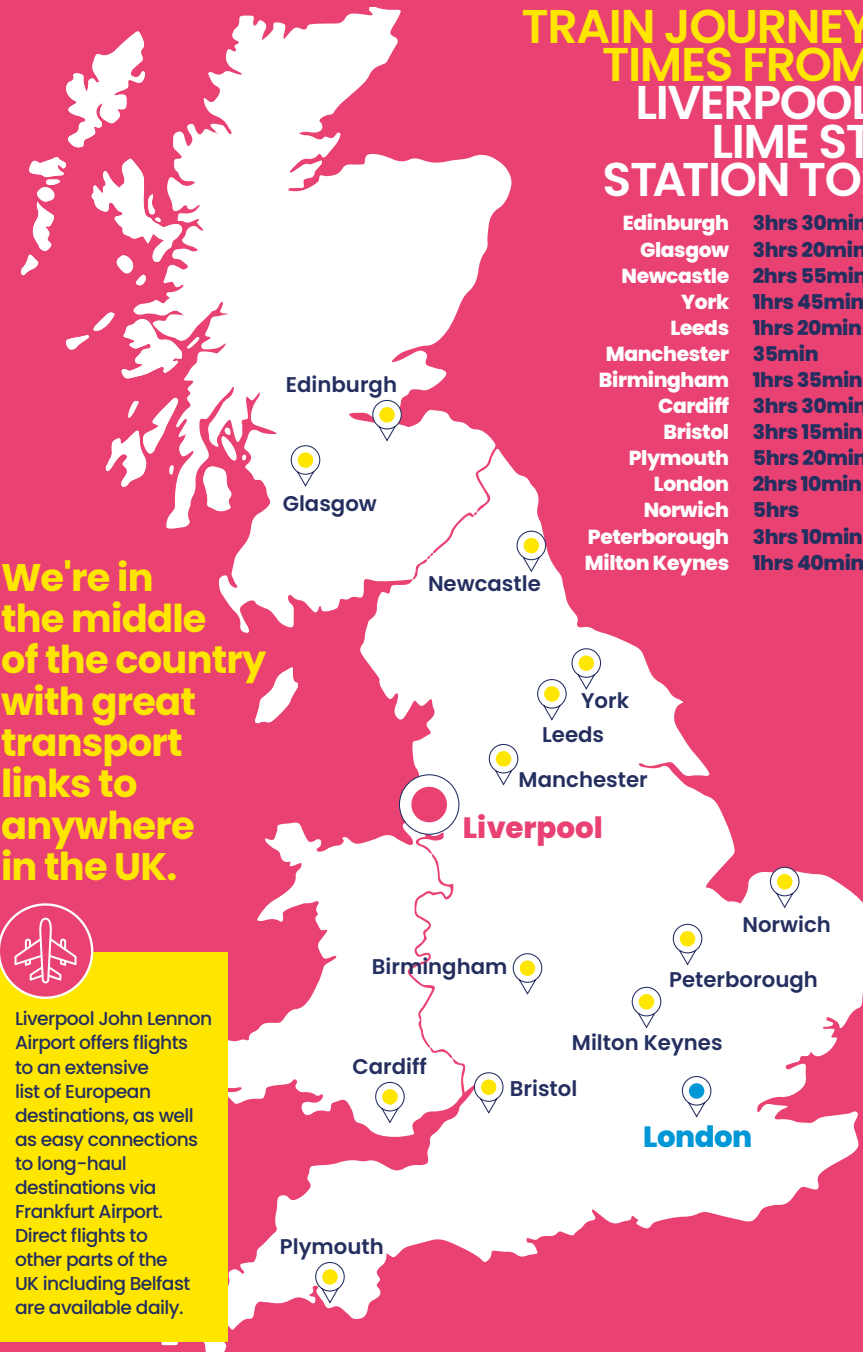 TRAIN JOURNEY
TIMES FROM
LIVERPOOL
LIME ST
STATION TO:
Edinburgh 3hrs 30min
Glasgow 3hrs 20min
Newcastle 2hrs 55min
York 1hrs 45min
Leeds 1hrs 20min
Manchester 35min
Birmingham 1hrs 35min
Cardiff 3hrs 30min
Bristol 3hrs 15min
Plymouth 5hrs 20min
London 2hrs 10min
Norwich 5hrs
Peterborough 3hrs 10min
Milton Keynes 1hrs 40min
Edinburgh
Glasgow
Newcastle
York
Leeds
Manchester
Liverpool
Norwich
Birmingham
Peterborough
Milton Keynes
Cardiff
Bristol
London
Plymouth
We're in
the middle
of the country
with great
transport
links to
anywhere
in the UK.
Liverpool John Lennon
Airport offers flights
to an extensive
list of European
destinations, as well
as easy connections
to long-haul
destinations via
Frankfurt Airport.
Direct flights to
other parts of the
UK including Belfast
are available daily.